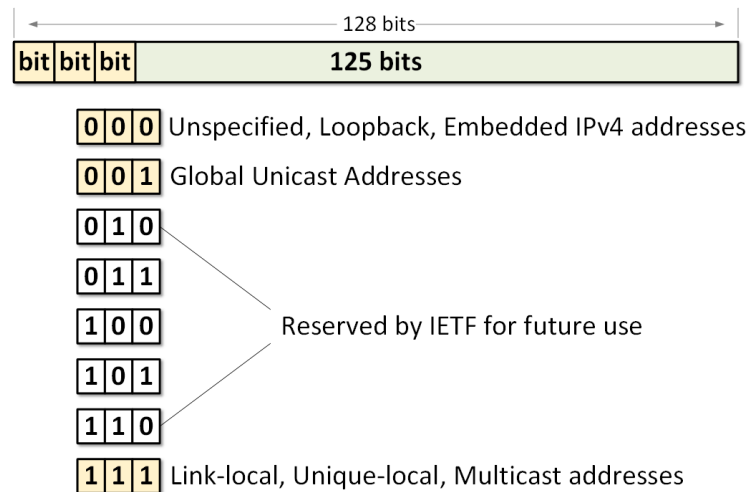 128 bits
bit bit bit 125 bits
0 0 0 Unspecified, Loopback, Embedded IPv4 addresses
0 0 1 Global Unicast Addresses
0 1 0
0 1 1
1 0 0 Reserved by IETF for future use
1 0 1
1 1 0
1 1 1 Link-local, Unique-local, Multicast addresses